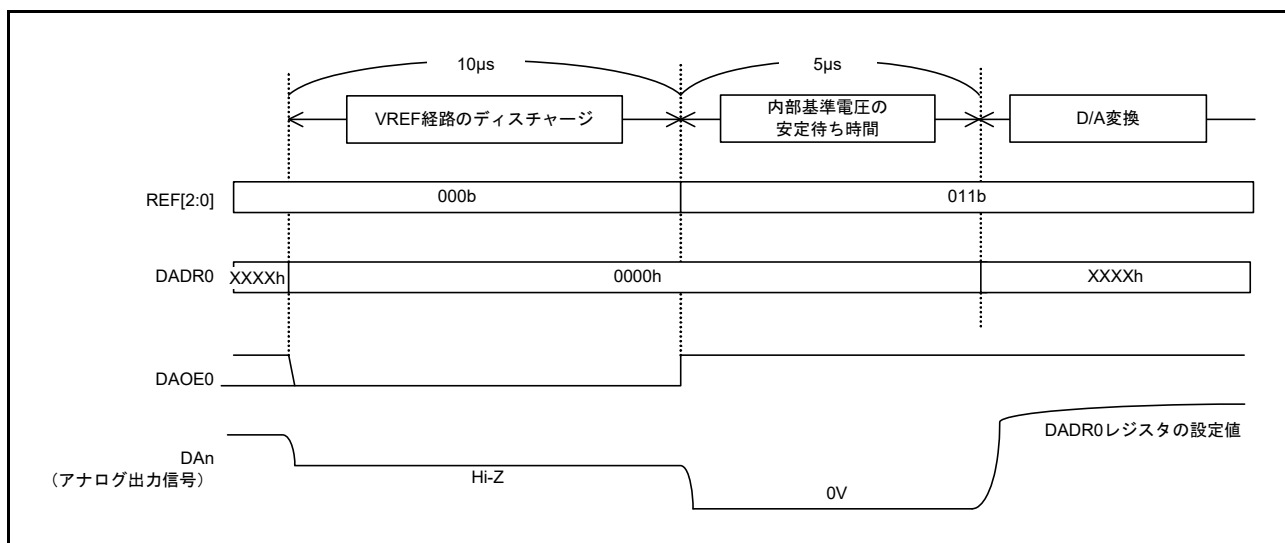 10μs
5μs
VREF経路のディスチャージ
内部基準電圧の
安定待ち時間
D/A変換
REF[2:0]
000b
011b
DADR0
XXXXh
0000h
XXXXh
DAOE0
DADR0レジスタの設定値
DAn
(アナログ出力信号)
Hi-Z
0V